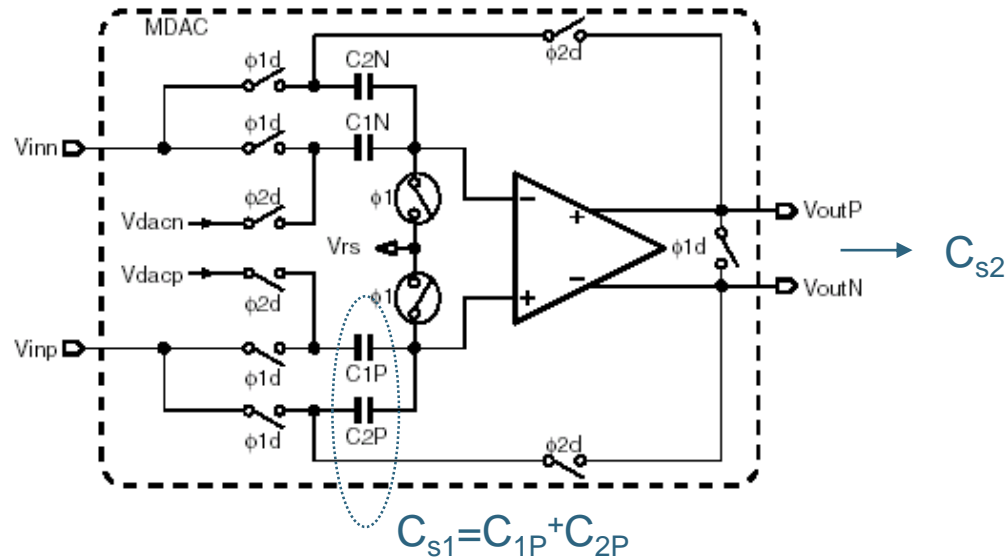 MDAC
ϕ2d
ϕ1d
C2N
ϕ1d
C1N
Vinn
ϕ2d
ϕ1
Vdacn
VoutP
Vrs
ϕ1d
Cs2
Vdacp
ϕ2d
ϕ1
VoutN
Vinp
ϕ1d
C1P
ϕ1d
C2P
ϕ2d
Cs1=C1P+C2P